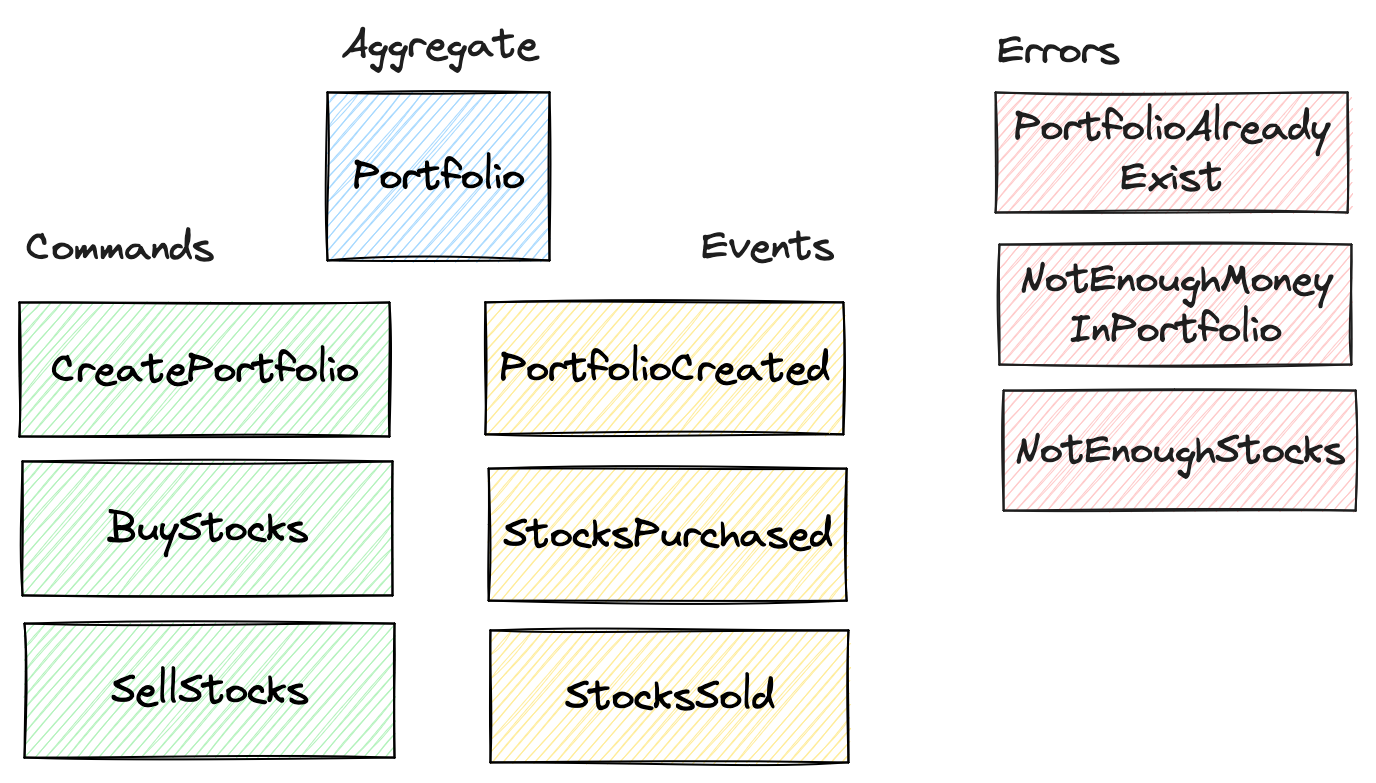 Aggregate
Portfolio
Commands
CreatePortfolio
BuyStocks
SellStocks
Events
PortfolioCreated
StocksPurchased
StocksSold
Errors
PortfolioAlready
Exist
NotEnoughMoney
InPortfolio
NotEnoughStocks